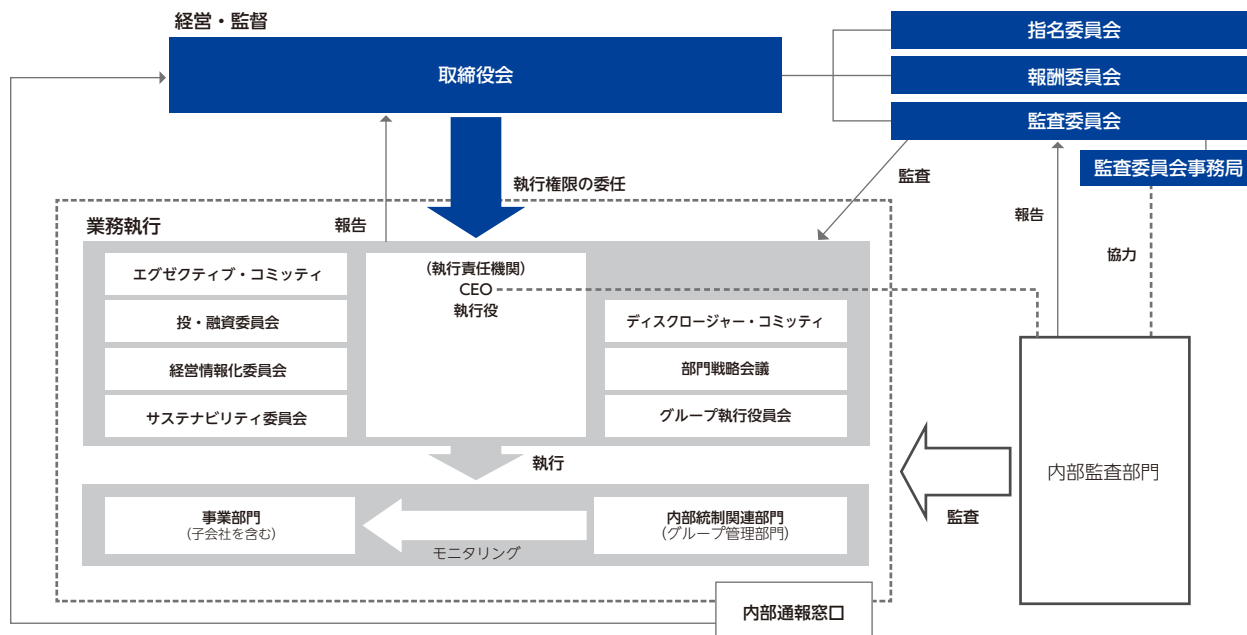 経営・監督
取締役会
指名委員会
報酬委員会
監査委員会
監査委員会事務局
執行権限の委任
監査
報告
協力
業務執行
報告
エグゼクティブ・コミッティ
投・融資委員会
経営情報化委員会
サステナビリティ委員会
(執行責任機関)
CEO
執行役
ディスクロージャー・コミッティ
部門戦略会議
グループ執行役員会
執行
事業部門
(子会社を含む)
モニタリング
内部統制関連部門
(グループ管理部門)
監査
内部監査部門
内部通報窓口